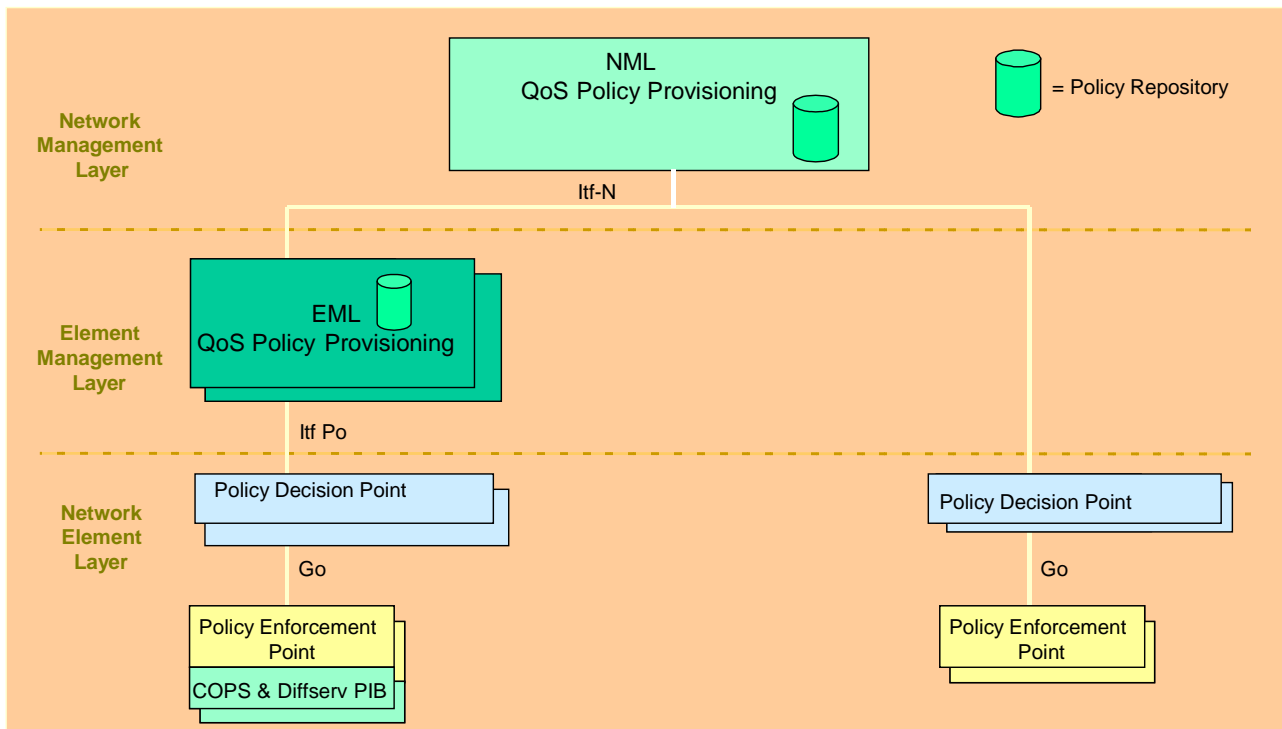 NML
QoS Policy Provisioning
= Policy Repository
Network
Management
Layer
Itf-N
EML
QoS Policy Provisioning
Element
Management
Layer
Itf Po
Policy Decision Point
Policy Decision Point
Network
Element
Layer
Go
Go
Policy Enforcement
Point
COPS & Diffserv PIB
Policy Enforcement
Point